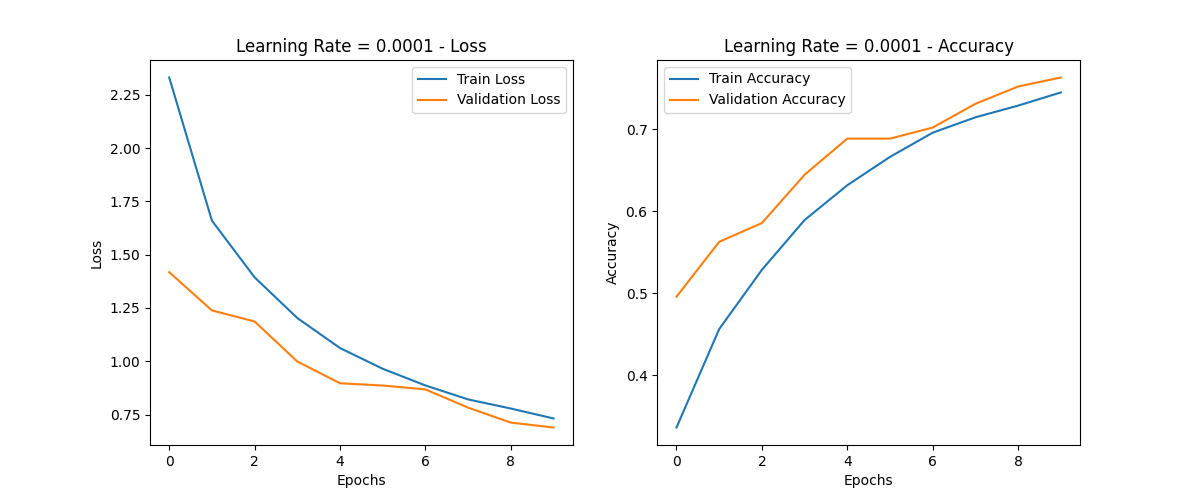 Learning Rate = 0.0001 - Loss
Train Loss
Validation Loss
2.25
2.00
1.75
1.50
1.25
1.00
0.75
Loss
0 2 4 6 8
Epochs
Learning Rate = 0.0001 - Accuracy
Train Accuracy
Validation Accuracy
0.7
0.6
0.5
0.4
Accuracy
0 2 4 6 8
Epochs